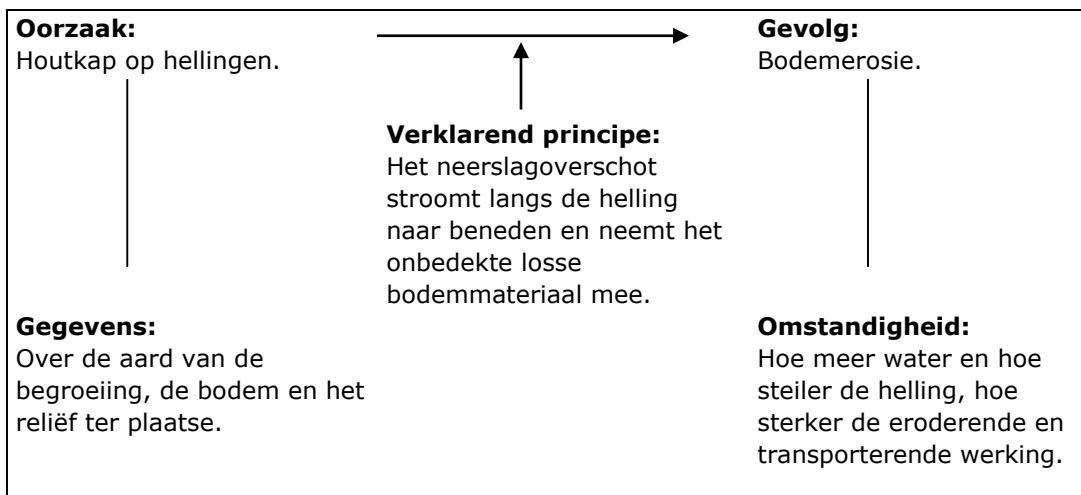 Oorzaak:
Houtkap op hellingen.
Gevolg:
Bodemerosie.
Verklarend principe:
Het neerslagoverschot
stroomt langs de helling
naar beneden en neemt het
onbedekte losse
bodemmateriaal mee.
Gegevens:
Over de aard van de
begroeiing, de bodem en het
reliëf ter plaatse.
Omstandigheid:
Hoe meer water en hoe
steiler de helling, hoe
sterker de eroderende en
transporterende werking.